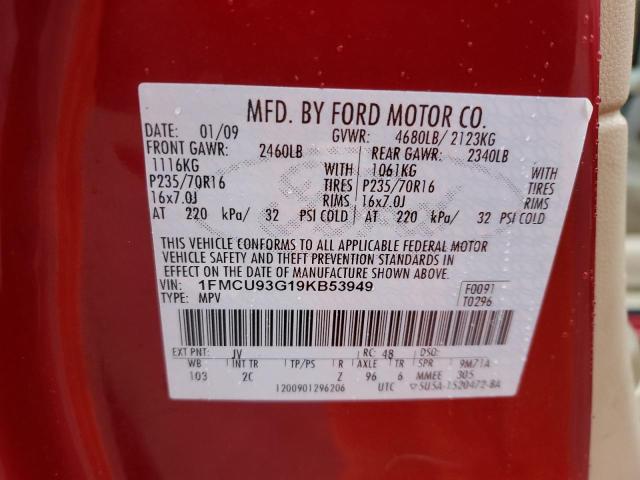 MFD. BY FORD MOTOR CO.
DATE: 01/09 GVWR: 4680LB/ 2123KG
FRONT GAWR: 2460LB REAR GAWR: 2340LB
1116KG WITH 1061KG WITH
P235/70R16 TIRES P235/70R16 TIRES
16x7.0J RIMS 16x7.0J RIMS
AT 220 kPa/ 32 PSI COLD AT 220 kPa/ 32 PSI COLD
THIS VEHICLE CONFORMS TO ALL APPLICABLE FEDERAL MOTOR
VEHICLE SAFETY AND THEFT PREVENTION STANDARDS IN
EFFECT ON THE DATE OF MANUFACTURE SHOWN ABOVE.
VIN: 1FMCU93G19KB53949 F0091
TYPE: MPV T0296
EXT PNT: JV RC: 48 DSO:
WB INT TR TP/PS R AXLE TR SPR 9M71A
103 2C Z 96 6 MMEE 305
1200901296206 UTC ▽5U5A-1520472-BA
Ford